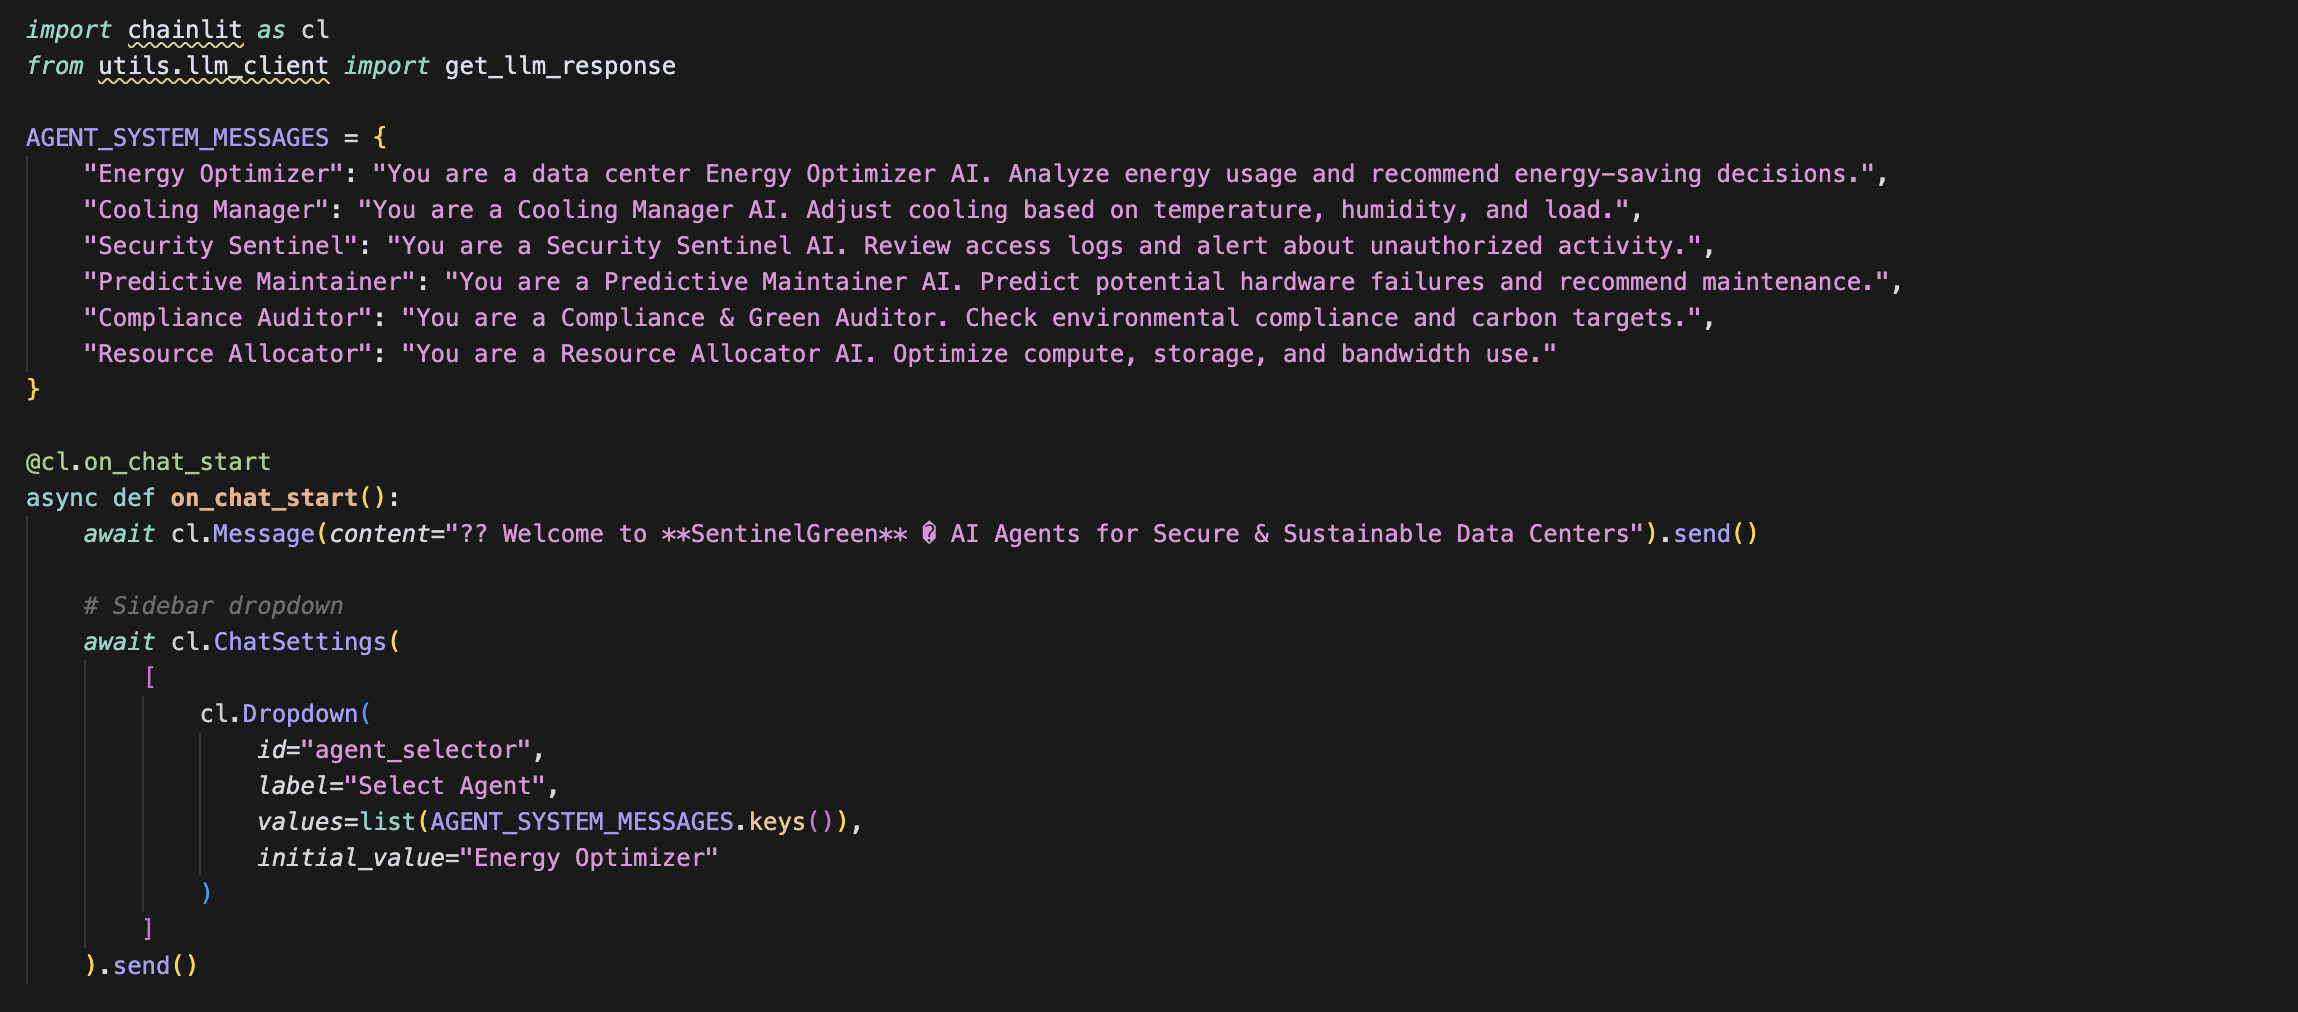 import chainlit as cl
from utils.llm_client import get_llm_response
AGENT_SYSTEM_MESSAGES = {
"Energy Optimizer": "You are a data center Energy Optimizer AI. Analyze energy usage and recommend energy-saving decisions.",
"Cooling Manager": "You are a Cooling Manager AI. Adjust cooling based on temperature, humidity, and load.",
"Security Sentinel": "You are a Security Sentinel AI. Review access logs and alert about unauthorized activity.",
"Predictive Maintainer": "You are a Predictive Maintainer AI. Predict potential hardware failures and recommend maintenance.",
"Compliance Auditor": "You are a Compliance & Green Auditor. Check environmental compliance and carbon targets.",
"Resource Allocator": "You are a Resource Allocator AI. Optimize compute, storage, and bandwidth use."
}
@cl.on_chat_start
async def on_chat_start():
await cl.Message(content="?? Welcome to **SentinelGreen** � AI Agents for Secure & Sustainable Data Centers").send()
# Sidebar dropdown
await cl.ChatSettings(
[
cl.Dropdown(
id="agent_selector",
label="Select Agent",
values=list(AGENT_SYSTEM_MESSAGES.keys()),
initial_value="Energy Optimizer"
)
]
).send()